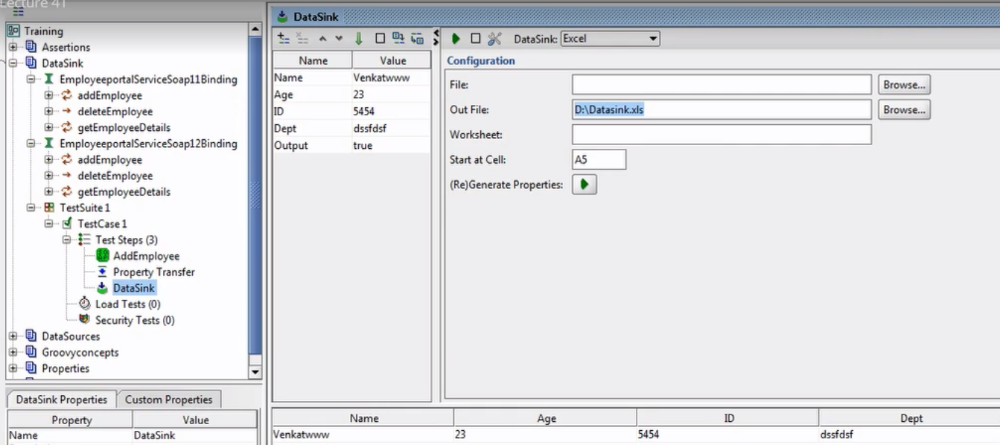 Lecture 41
Training
Assertions
DataSink
EmployeeportalServiceSoap11Binding
addEmployee
deleteEmployee
getEmployeeDetails
EmployeeportalServiceSoap12Binding
addEmployee
deleteEmployee
getEmployeeDetails
TestSuite 1
TestCase 1
Test Steps (3)
AddEmployee
Property Transfer
DataSink
Load Tests (0)
Security Tests (0)
DataSources
Groovyconcepts
Properties
DataSink Properties Custom Properties
Property Value
Name DataSink
DataSink
DataSink: Excel
Name Value
Name Venkatwww
Age 23
ID 5454
Dept dssfdsf
Output true
Configuration
File: Browse...
Out File: D:\Datasink.xls Browse...
Worksheet:
Start at Cell: A5
(Re)Generate Properties:
Name Age ID Dept
Venkatwww 23 5454 dssfdsf